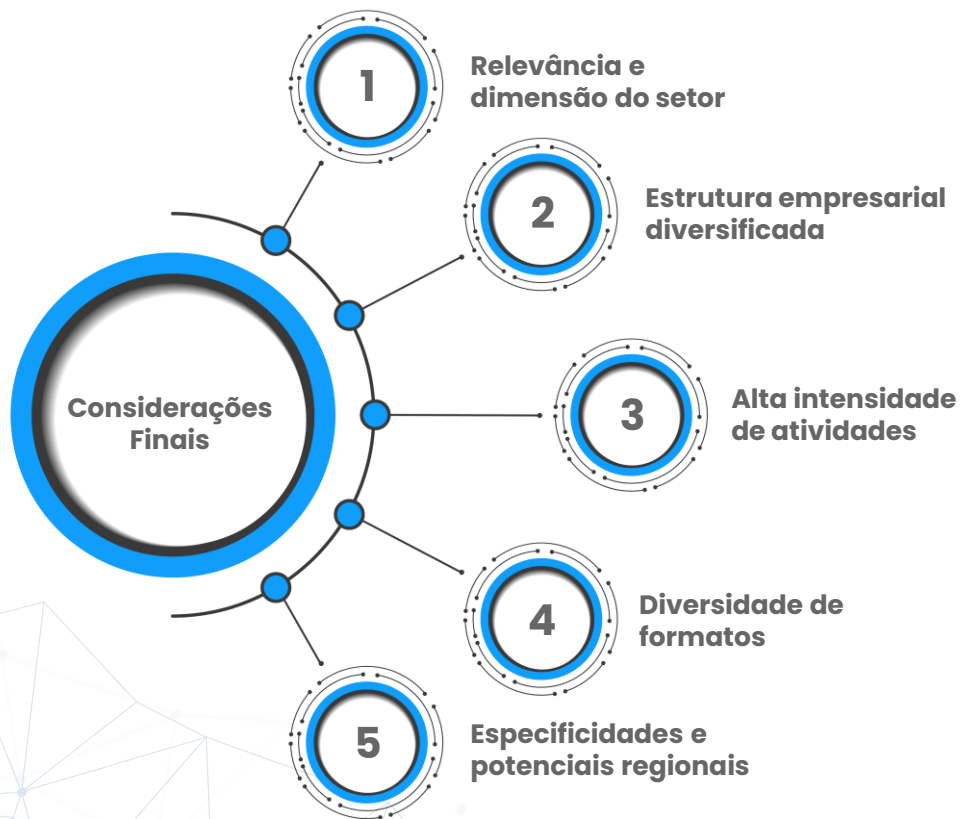 Considerações
Finais
1
Relevância e
dimensão do setor
2
Estrutura empresarial
diversificada
3
Alta intensidade
de atividades
4
Diversidade de
formatos
5
Especificidades e
potenciais regionais